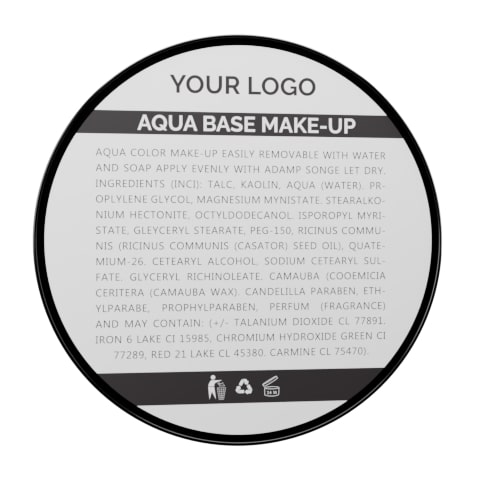 YOUR LOGO
AQUA BASE MAKE-UP
AQUA COLOR MAKE-UP EASILY REMOVABLE WITH WATER
AND SOAP APPLY EVENLY WITH ADAMP SONGE LET DRY.
INGREDIENTS (INCI): TALC, KAOLIN, AQUA (WATER). PR-
OPLYLENE GLYCOL, MAGNESIUM MYNISTATE. STEARALKO-
NIUM HECTONITE, OCTYLDODECANOL. ISPOROPYL MYRI-
STATE, GLEYCERYL STEARATE, PEG-150, RICINUS COMMU-
NIS (RICINUS COMMUNIS (CASATOR) SEED OIL), QUATE-
MIUM-26. CETEARYL ALCOHOL. SODIUM CETEARYL SUL-
FATE. GLYCERYL RICHINOLEATE. CAMAUBA (COOEMICIA
CERITERA (CAMAUBA WAX). CANDELILLA PARABEN, ETH-
YLPARABE, PROPHYLPARABEN, PERFUM (FRAGRANCE)
AND MAY CONTAIN: (+/- TALANIUM DIOXIDE CL 77891.
IRON 6 LAKE CI 15985. CHROMIUM HYDROXIDE GREEN CI
77289, RED 21 LAKE CL 45380. CARMINE CL 75470).